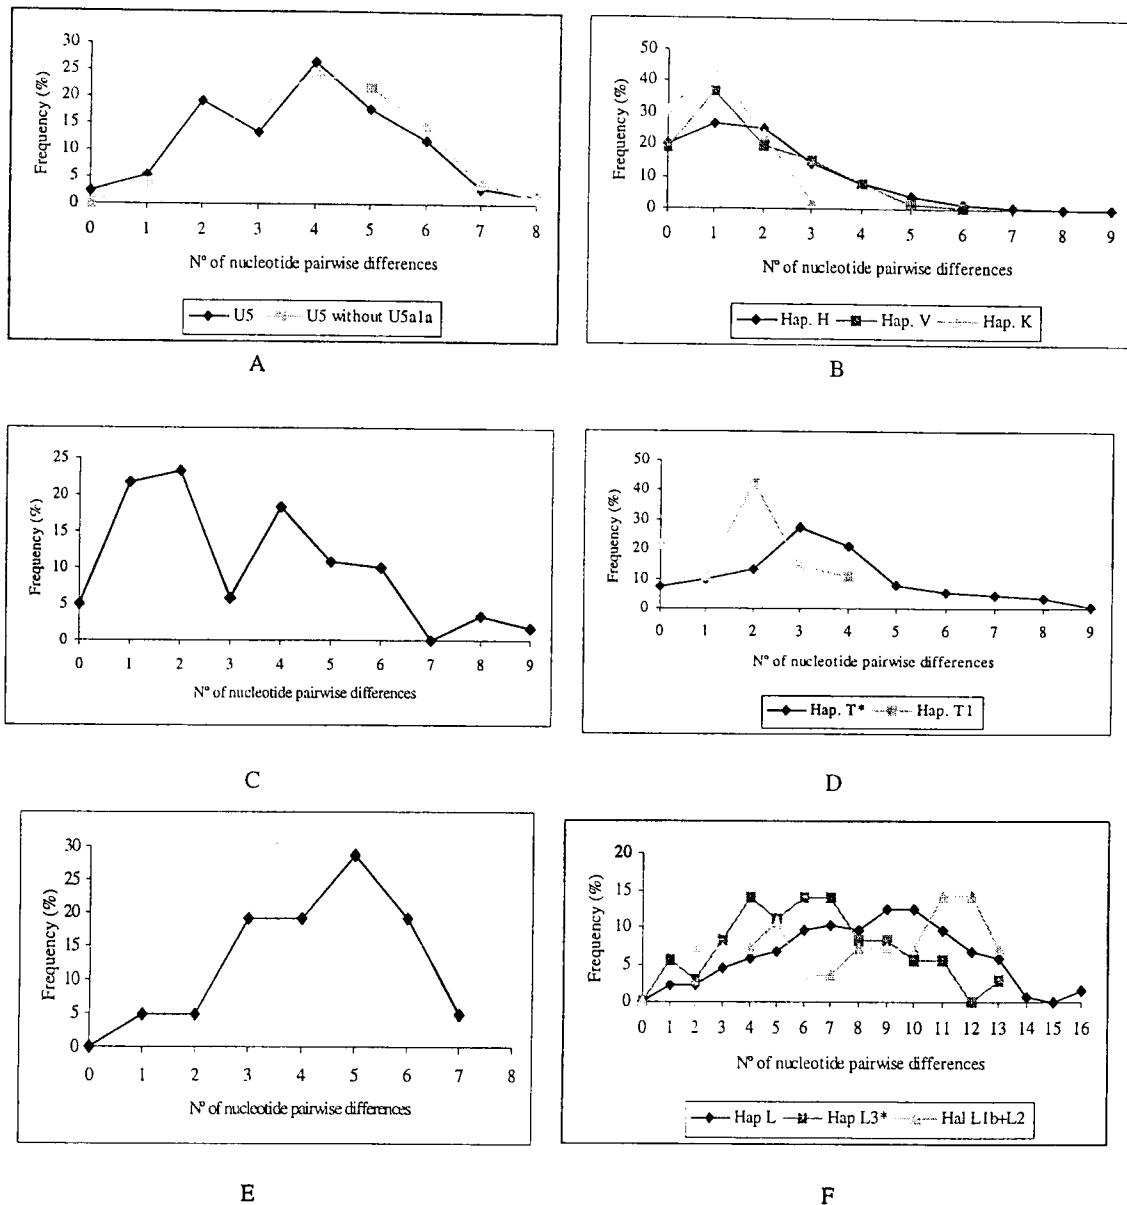 30
25
20
15
10
5
0
Frequency (%)
0 1 2 3 4 5 6 7 8
Nº of nucleotide pairwise differences
U5 U5 without U5a1a
A
50
40
30
20
10
0
Frequency (%)
0 1 2 3 4 5 6 7 8 9
Nº of nucleotide pairwise differences
Hap. H Hap. V Hap. K
B
25
20
15
10
5
0
Frequency (%)
0 1 2 3 4 5 6 7 8 9
Nº of nucleotide pairwise differences
C
50
40
30
20
10
0
Frequency (%)
0 1 2 3 4 5 6 7 8 9
Nº of nucleotide pairwise differences
Hap. T* Hap. T1
D
30
25
20
15
10
5
0
Frequency (%)
0 1 2 3 4 5 6 7 8
Nº of nucleotide pairwise differences
E
20
15
10
5
0
Frequency (%)
0 1 2 3 4 5 6 7 8 9 10 11 12 13 14 15 16
Nº of nucleotide pairwise differences
Hap L Hap L3* Hal L1b+L2
F